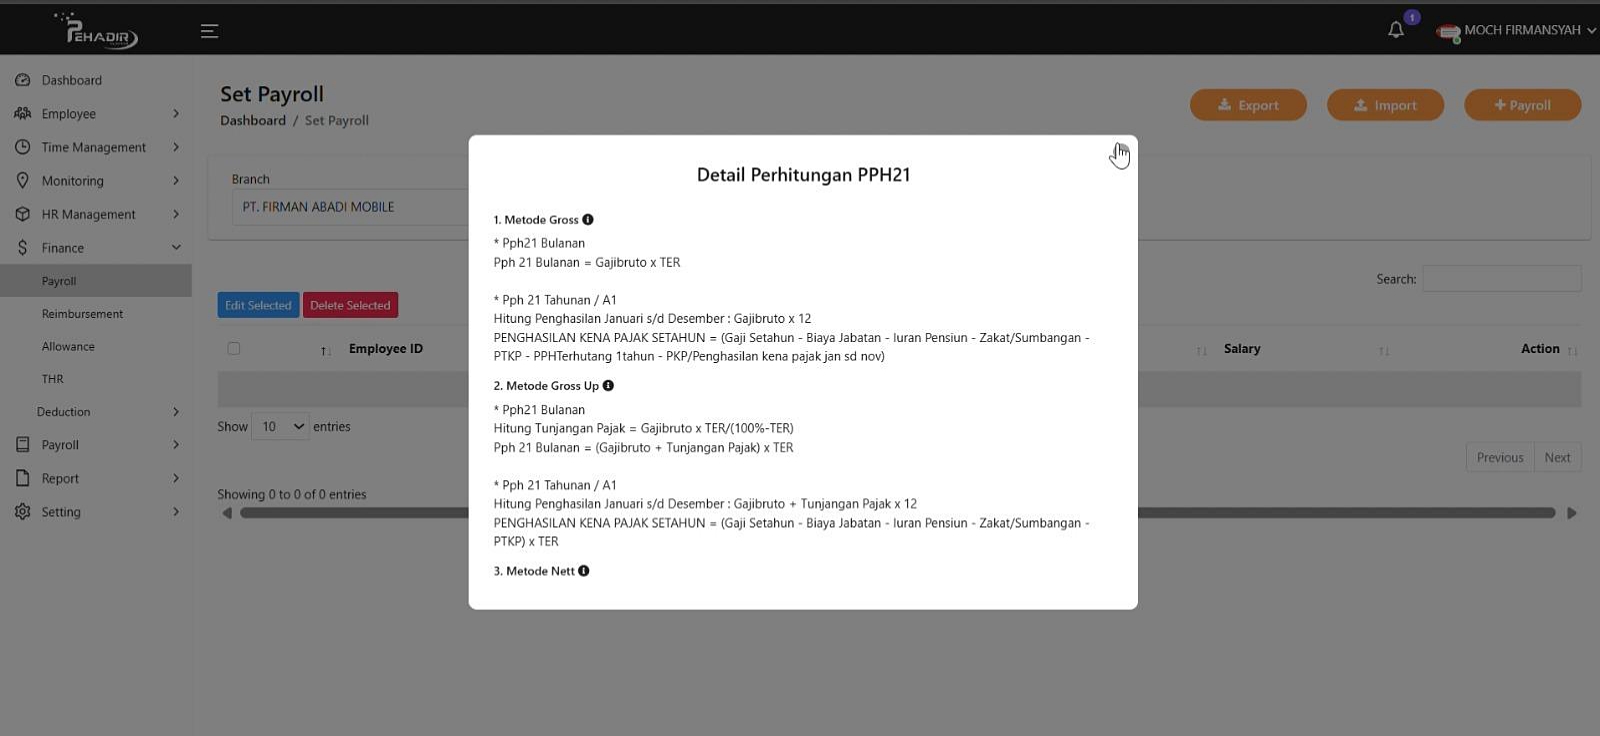 PEHADIR
1
MOCH FIRMANSYAH
Dashboard
Employee
Time Management
Monitoring
HR Management
Finance
Payroll
Reimbursement
Allowance
THR
Deduction
Payroll
Report
Setting
Set Payroll
Dashboard / Set Payroll
Export
Import
+ Payroll
Branch
PT. FIRMAN ABADI MOBILE
Search:
Edit Selected
Delete Selected
Employee ID
Salary
Action
Show 10 entries
Previous
Next
Showing 0 to 0 of 0 entries
Detail Perhitungan PPH21
1. Metode Gross
* Pph21 Bulanan
Pph 21 Bulanan = Gajibruto x TER
* Pph 21 Tahunan / A1
Hitung Penghasilan Januari s/d Desember : Gajibruto x 12
PENGHASILAN KENA PAJAK SETAHUN = (Gaji Setahun - Biaya Jabatan - Iuran Pensiun - Zakat/Sumbangan -
PTKP - PPHTerhutang 1tahun - PKP/Penghasilan kena pajak jan sd nov)
2. Metode Gross Up
* Pph21 Bulanan
Hitung Tunjangan Pajak = Gajibruto x TER/(100%-TER)
Pph 21 Bulanan = (Gajibruto + Tunjangan Pajak) x TER
* Pph 21 Tahunan / A1
Hitung Penghasilan Januari s/d Desember : Gajibruto + Tunjangan Pajak x 12
PENGHASILAN KENA PAJAK SETAHUN = (Gaji Setahun - Biaya Jabatan - Iuran Pensiun - Zakat/Sumbangan -
PTKP) x TER
3. Metode Nett